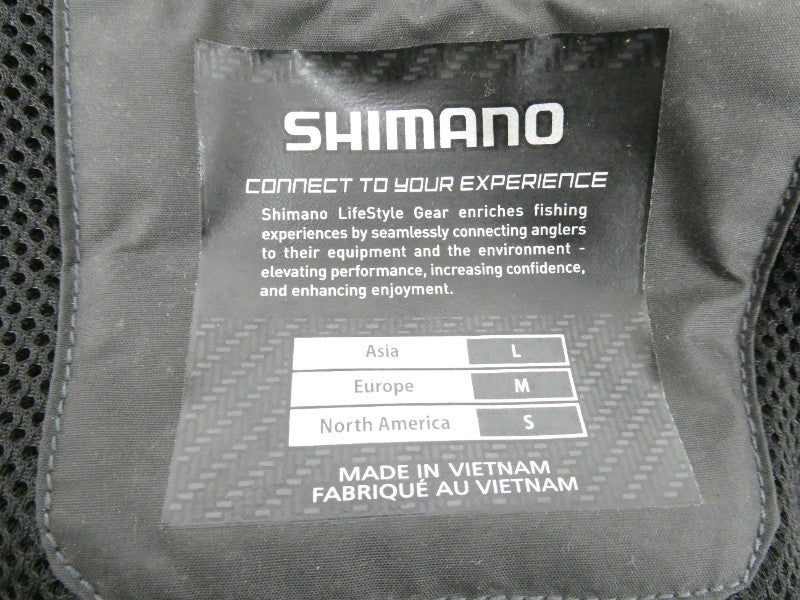 SHIMANO
CONNECT TO YOUR EXPERIENCE
Shimano LifeStyle Gear enriches fishing
experiences by seamlessly connecting anglers
to their equipment and the environment -
elevating performance, increasing confidence,
and enhancing enjoyment.
Asia L
Europe M
North America S
MADE IN VIETNAM
FABRIQUÉ AU VIETNAM